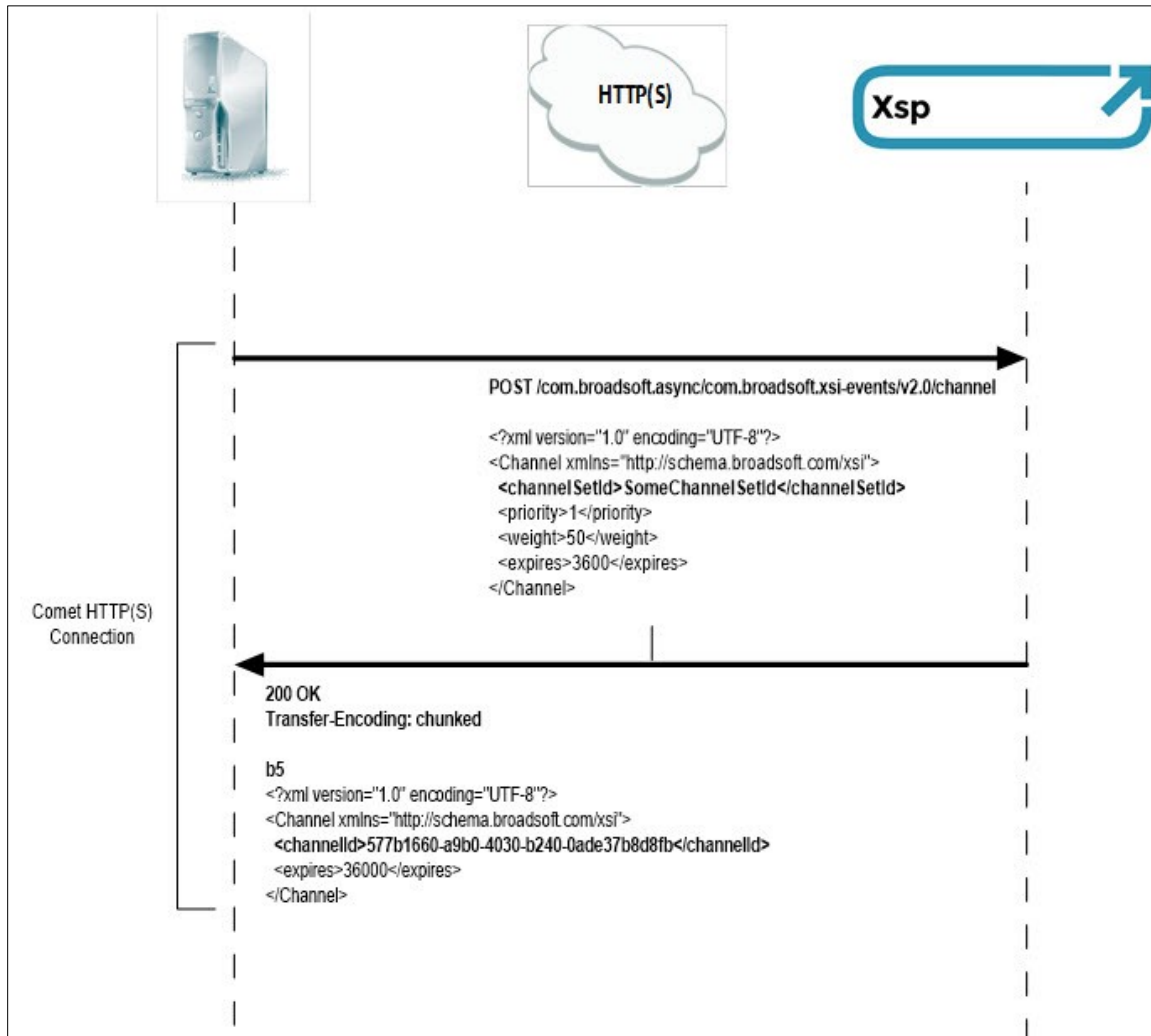 HTTP(S)
Xsp
POST /com.broadsoft.async/com.broadsoft.xsi-events/v2.0/channel
<?xml version="1.0" encoding="UTF-8"?>
<Channel xmlns="http://schema.broadsoft.com/xsi">
<channelSetId>SomeChannelSetId</channelSetId>
<priority>1</priority>
<weight>50</weight>
<expires>3600</expires>
</Channel>
Comet HTTP(S)
Connection
200 OK
Transfer-Encoding: chunked
b5
<?xml version="1.0" encoding="UTF-8"?>
<Channel xmlns="http://schema.broadsoft.com/xsi">
<channelId>577b1660-a9b0-4030-b240-0ade37b8d8fb</channelId>
<expires>36000</expires>
</Channel>